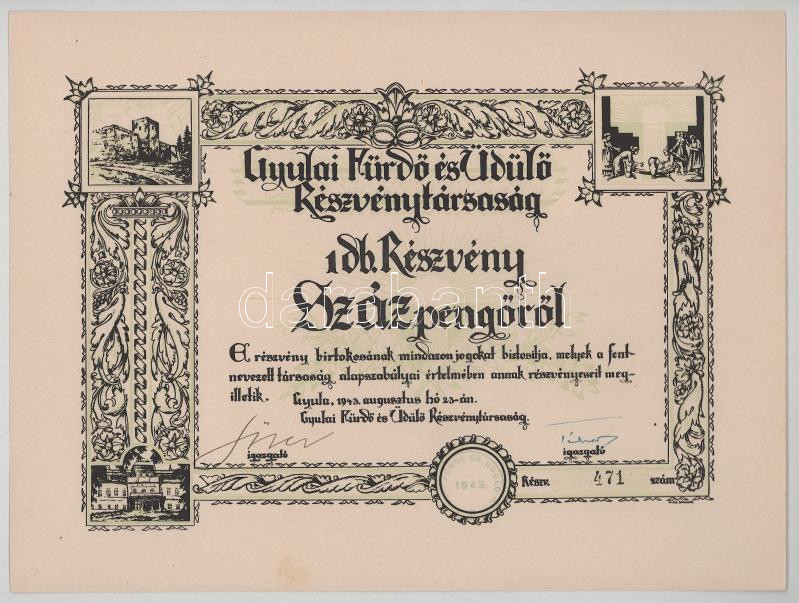 Gyulai Fürdő és Üdülő
Részvénytársaság
1 db. Részvény
Száz pengőről
E részvény birtokosának mindazon jogokat biztosítja, melyek a fent-
nevezett társaság alapszabályai értelmében annak részvényeseit meg-
illetik. Gyula, 1943. augusztus hó 23-án.
Gyulai Fürdő és Üdülő Részvénytársaság.
igazgató
igazgató
1943.
Részv. 471 szám
darabanth